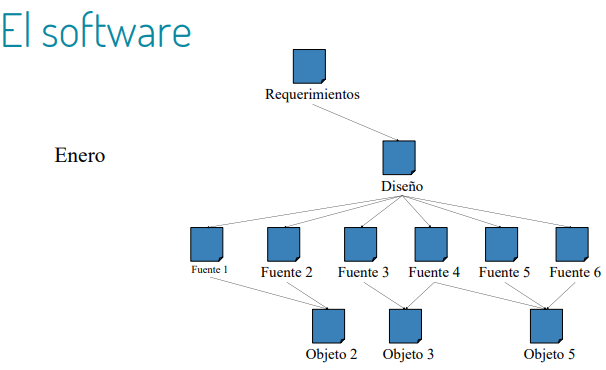 El software
Requerimientos
Enero
Diseño
Fuente 1
Fuente 2
Fuente 3
Fuente 4
Fuente 5
Fuente 6
Objeto 2
Objeto 3
Objeto 5